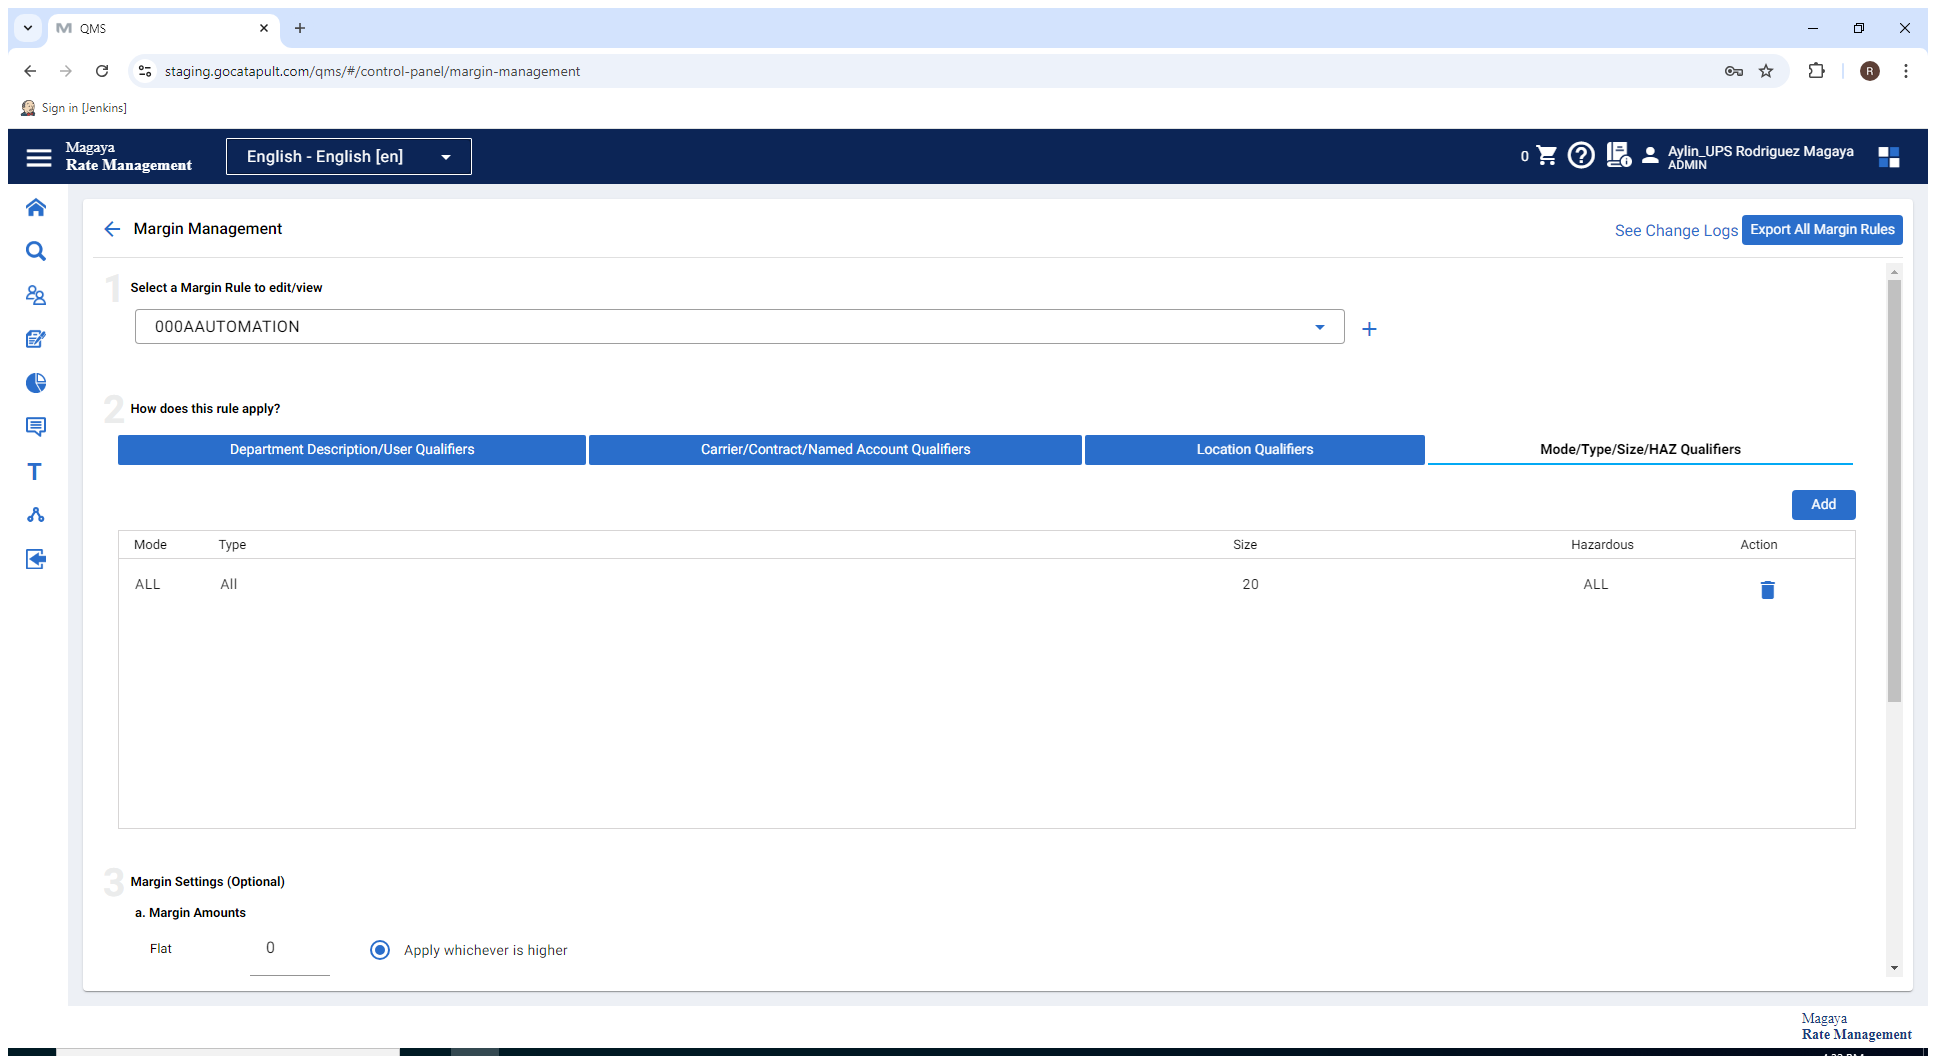 QMS
staging.gocatapult.com/qms/#/control-panel/margin-management
R
Sign in [Jenkins]
Magaya
Rate Management
English - English [en]
0
Aylin_UPS Rodriguez Magaya
ADMIN
Margin Management
See Change Logs
Export All Margin Rules
1 Select a Margin Rule to edit/view
000AAUTOMATION
2 How does this rule apply?
Department Description/User Qualifiers
Carrier/Contract/Named Account Qualifiers
Location Qualifiers
Mode/Type/Size/HAZ Qualifiers
Add
Mode Type Size Hazardous Action
ALL All 20 ALL
3 Margin Settings (Optional)
a. Margin Amounts
Flat 0 Apply whichever is higher
Magaya
Rate Management